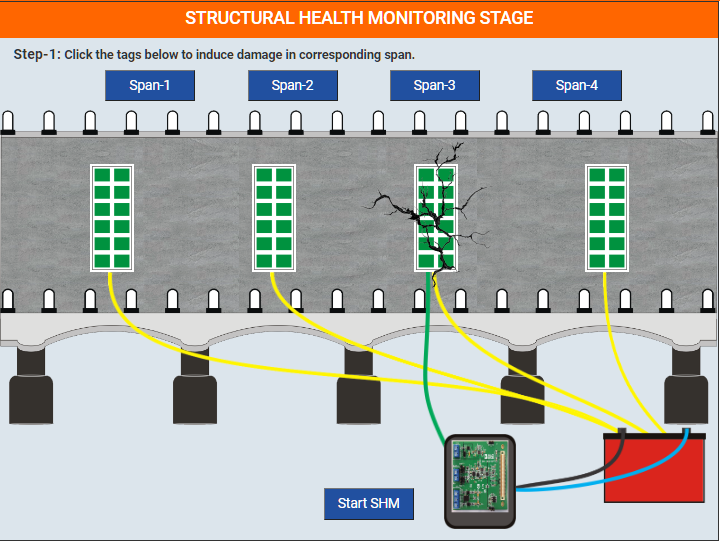 STRUCTURAL HEALTH MONITORING STAGE
Step-1: Click the tags below to induce damage in corresponding span.
Span-1 Span-2 Span-3 Span-4
Start SHM